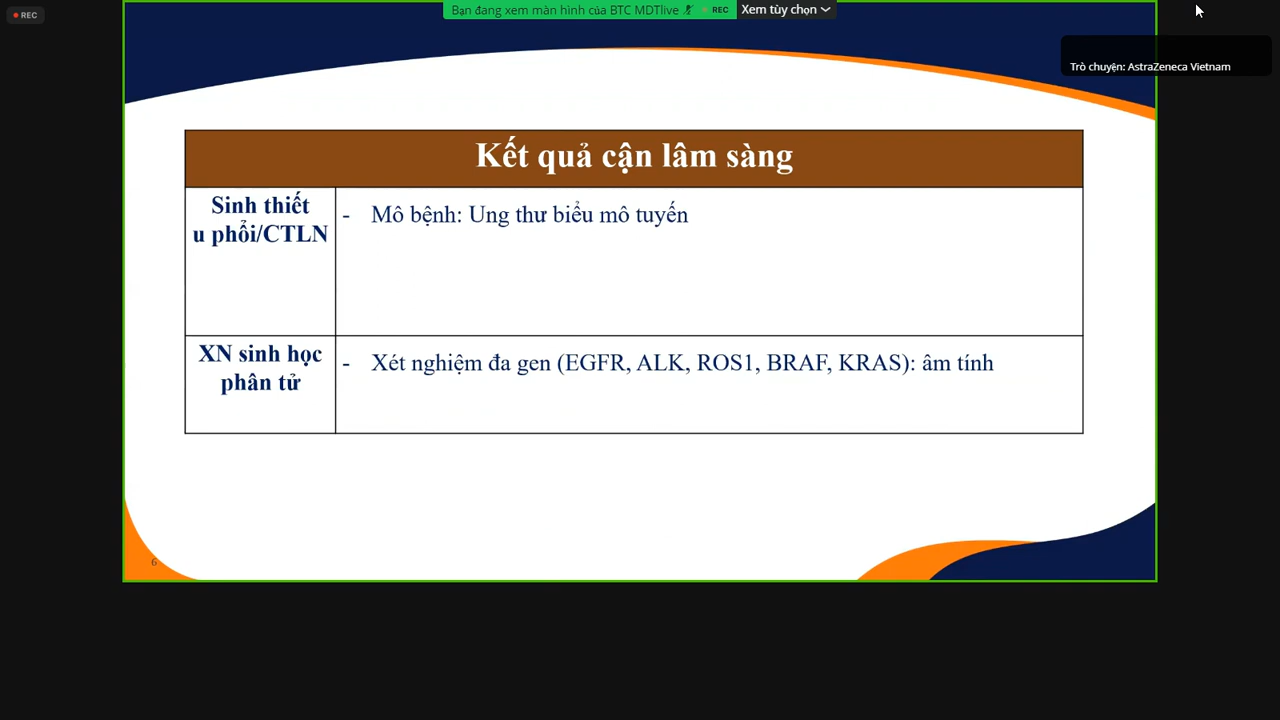 REC
Bạn đang xem màn hình của BTC MDTlive REC Xem tùy chọn
Trò chuyện: AstraZeneca Vietnam
Kết quả cận lâm sàng
Sinh thiết
u phổi/CTLN
- Mô bệnh: Ung thư biểu mô tuyến
XN sinh học
phân tử
- Xét nghiệm đa gen (EGFR, ALK, ROS1, BRAF, KRAS): âm tính
6